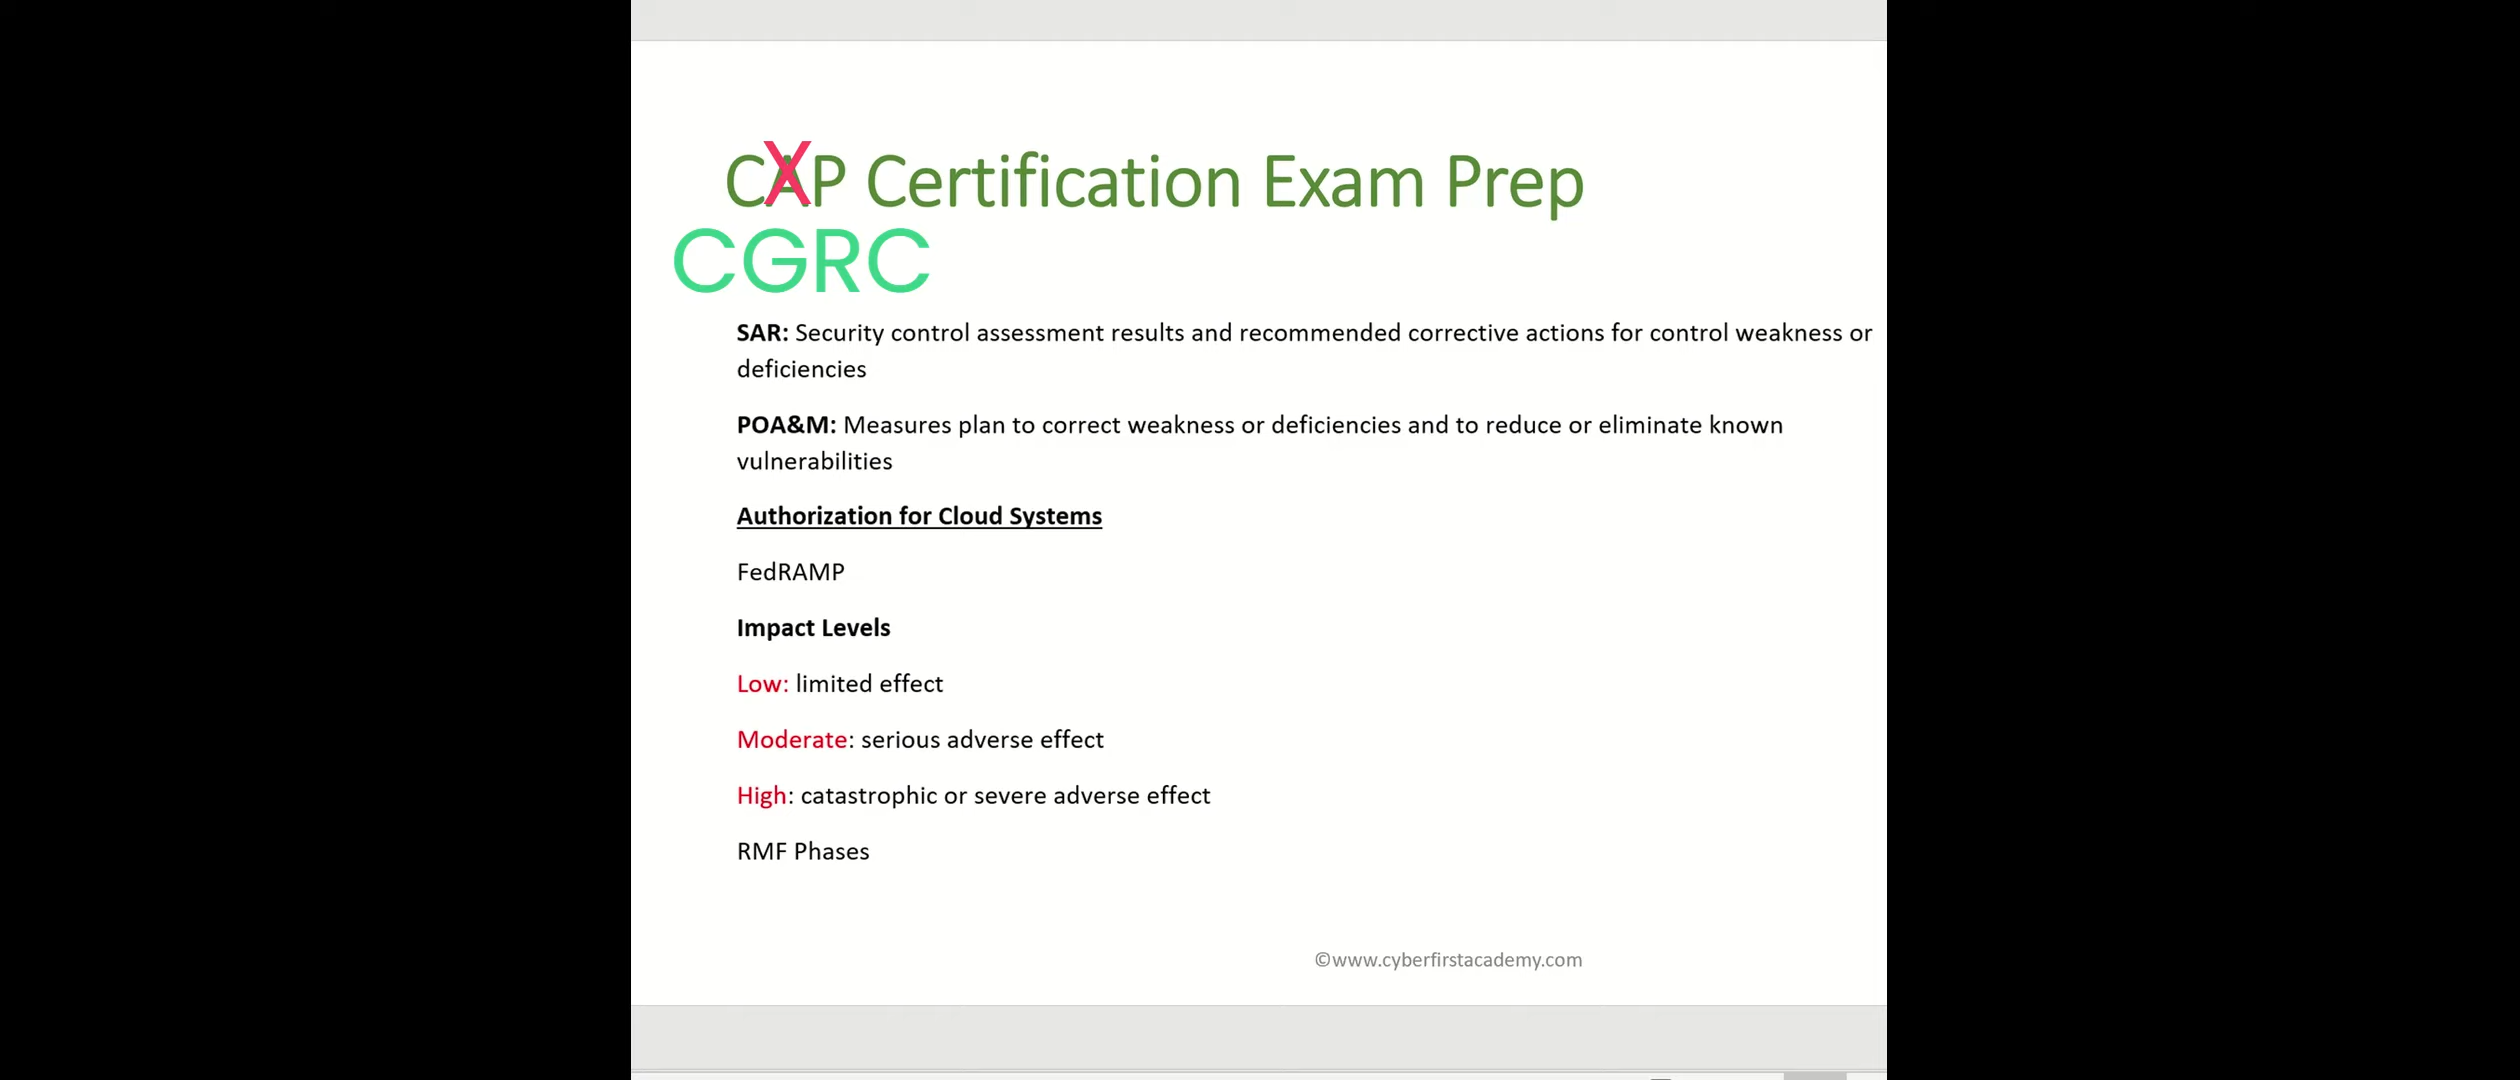 CAP Certification Exam Prep
X
CGRC
SAR: Security control assessment results and recommended corrective actions for control weakness or
deficiencies
POA&M: Measures plan to correct weakness or deficiencies and to reduce or eliminate known
vulnerabilities
Authorization for Cloud Systems
FedRAMP
Impact Levels
Low: limited effect
Moderate: serious adverse effect
High: catastrophic or severe adverse effect
RMF Phases
©www.cyberfirstacademy.com